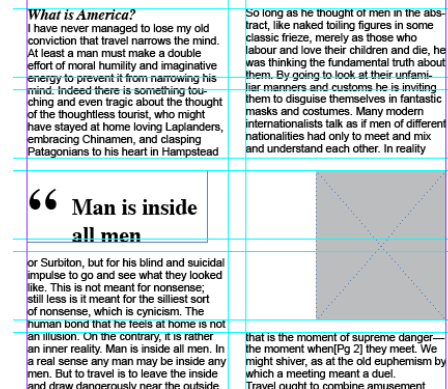 What is America?
I have never managed to lose my old
conviction that travel narrows the mind.
At least a man must make a double
effort of moral humility and imaginative
energy to prevent it from narrowing his
mind. Indeed there is something tou-
ching and even tragic about the thought
of the thoughtless tourist, who might
have stayed at home loving Laplanders,
embracing Chinamen, and clasping
Patagonians to his heart in Hampstead
“ Man is inside
all men
or Surbiton, but for his blind and suicidal
impulse to go and see what they looked
like. This is not meant for nonsense;
still less is it meant for the silliest sort
of nonsense, which is cynicism. The
human bond that he feels at home is not
an illusion. On the contrary, it is rather
an inner reality. Man is inside all men. In
a real sense any man may be inside any
men. But to travel is to leave the inside
and draw dangerously near the outside
So long as he thought of men in the abs-
tract, like naked toiling figures in some
classic frieze, merely as those who
labour and love their children and die, he
was thinking the fundamental truth about
them. By going to look at their unfami-
liar manners and customs he is inviting
them to disguise themselves in fantastic
masks and costumes. Many modern
internationalists talk as if men of different
nationalities had only to meet and mix
and understand each other. In reality
that is the moment of supreme danger—
the moment when[Pg 2] they meet. We
might shiver, as at the old euphemism by
which a meeting meant a duel.
Travel ought to combine amusement